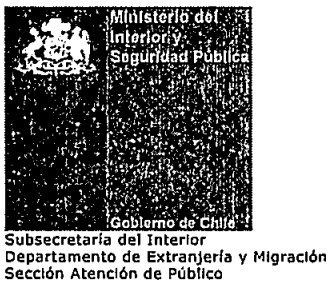 Ministerio del
Interior y
Seguridad Pública
Gobierno de Chile
Subsecretaría del Interior
Departamento de Extranjería y Migración
Sección Atención de Público